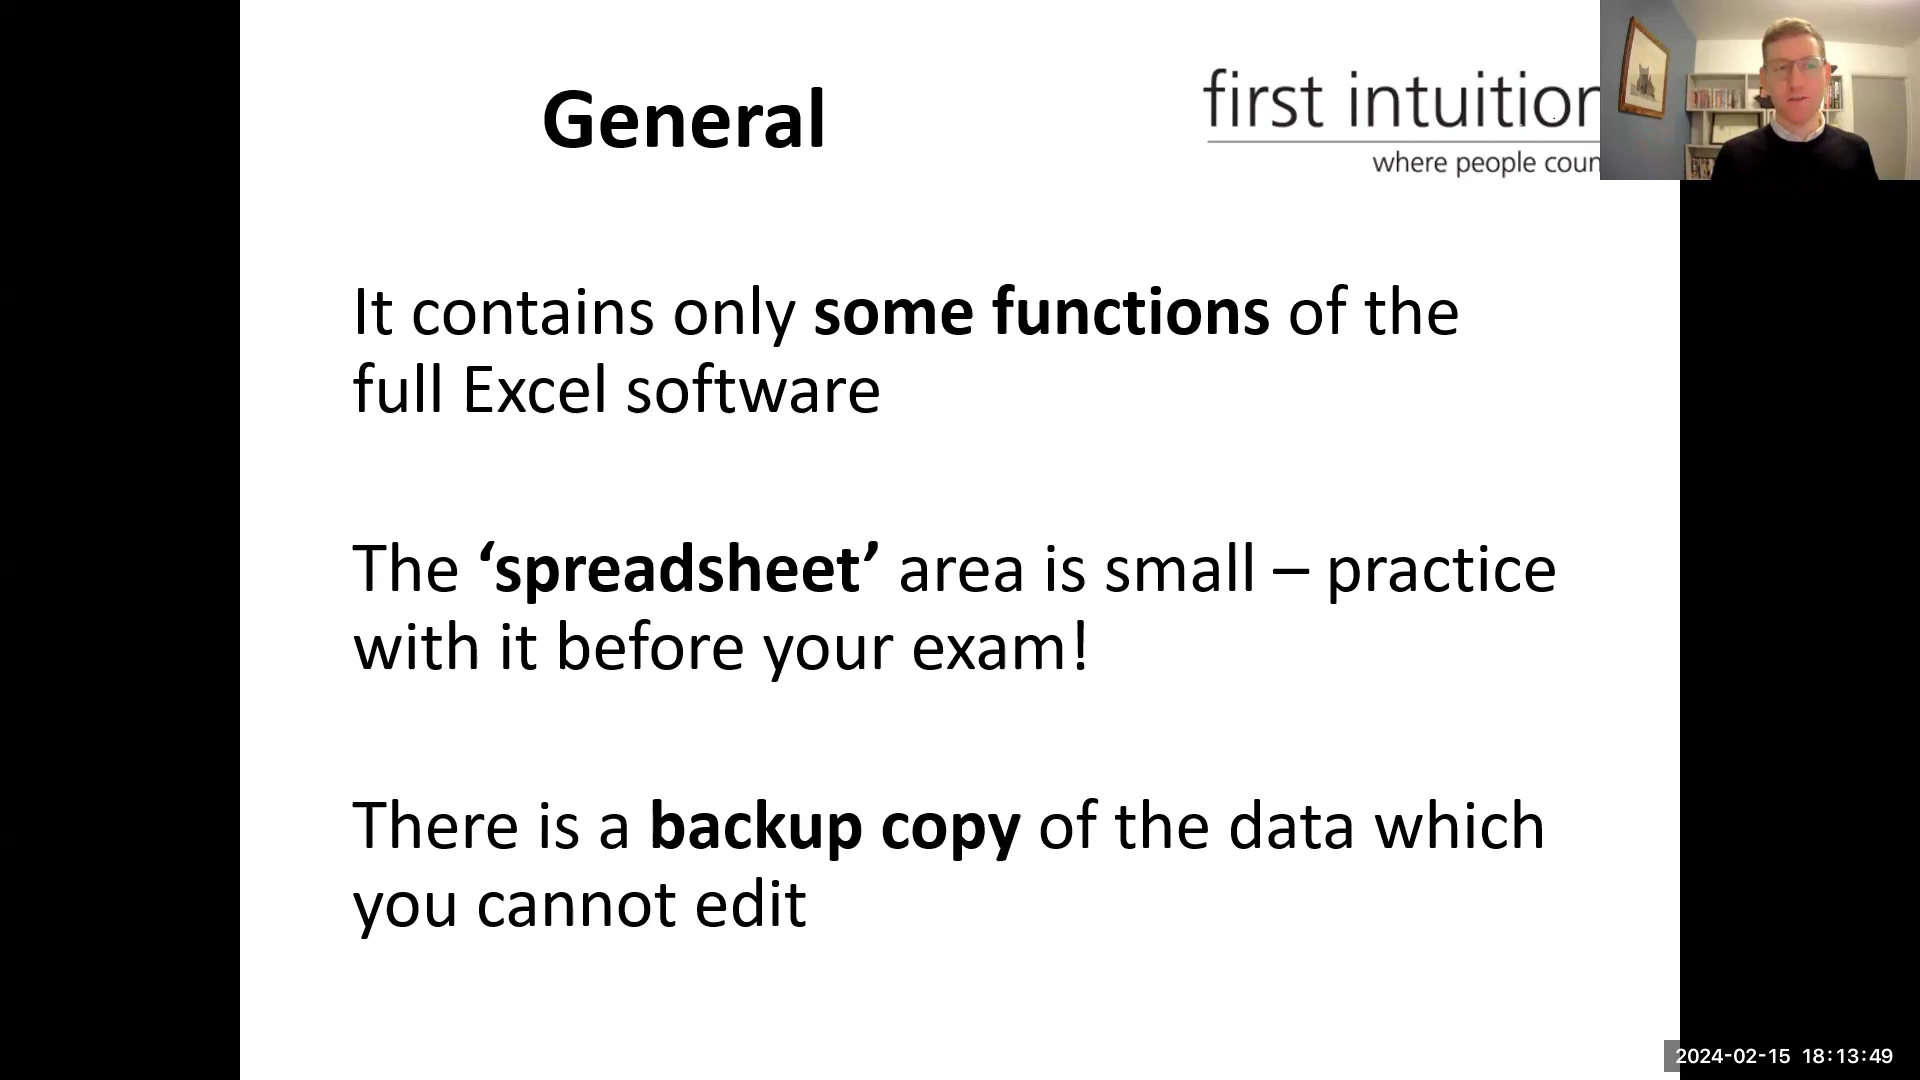 General
first intuition
where people coun
It contains only some functions of the
full Excel software
The ‘spreadsheet’ area is small – practice
with it before your exam!
There is a backup copy of the data which
you cannot edit
2024-02-15 18:13:49